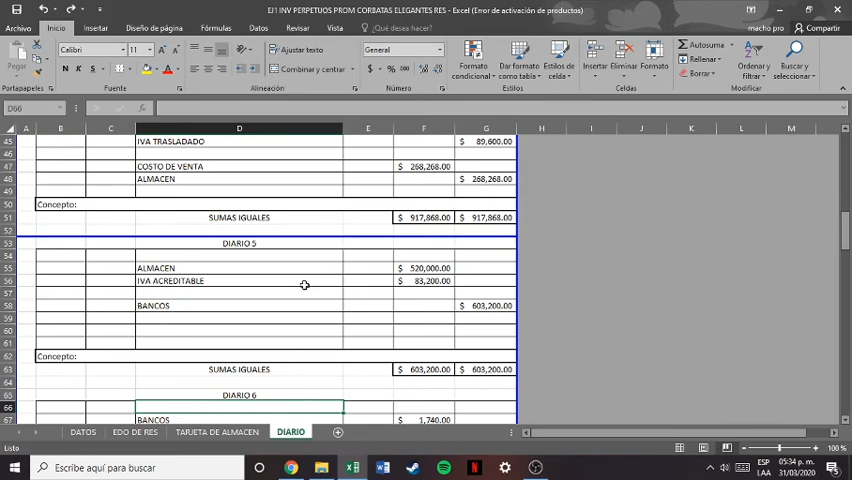 EJ1 INV PERPETUOS PROM CORBATAS ELEGANTES RES - Excel (Error de activación de productos)
macho pro
Archivo Inicio Insertar Diseño de página Fórmulas Datos Revisar Vista ¿Qué desea hacer? Compartir
Pegar
Calibri 11
Ajustar texto
General
Autosuma
N K S
Combinar y centrar
$ % 000
Formato condicional
Dar formato como tabla
Estilos de celda
Insertar Eliminar Formato
Rellenar
Borrar
Ordenar y filtrar
Buscar y seleccionar
Portapapeles Fuente Alineación Número Estilos Celdas Modificar
D66
fx
A B C D E F G H I J K L M
45 IVA TRASLADADO $ 89,600.00
46
47 COSTO DE VENTA $ 268,268.00
48 ALMACEN $ 268,268.00
49
50 Concepto:
51 SUMAS IGUALES $ 917,868.00 $ 917,868.00
52
53 DIARIO 5
54
55 ALMACEN $ 520,000.00
56 IVA ACREDITABLE $ 83,200.00
57
58 BANCOS $ 603,200.00
59
60
61
62 Concepto:
63 SUMAS IGUALES $ 603,200.00 $ 603,200.00
64
65 DIARIO 6
66
67 BANCOS $ 1,740.00
DATOS EDO DE RES TARJETA DE ALMACEN DIARIO
Listo
100 %
Escribe aquí para buscar
ESP 05:34 p. m.
LAA 31/03/2020
5